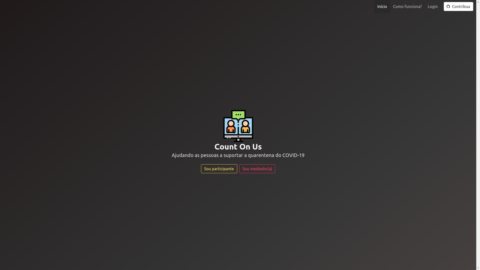 Início
Como funciona?
Login
Contribua
Count On Us
Ajudando as pessoas a suportar a quarentena do COVID-19
Sou participante
Sou mediador(a)